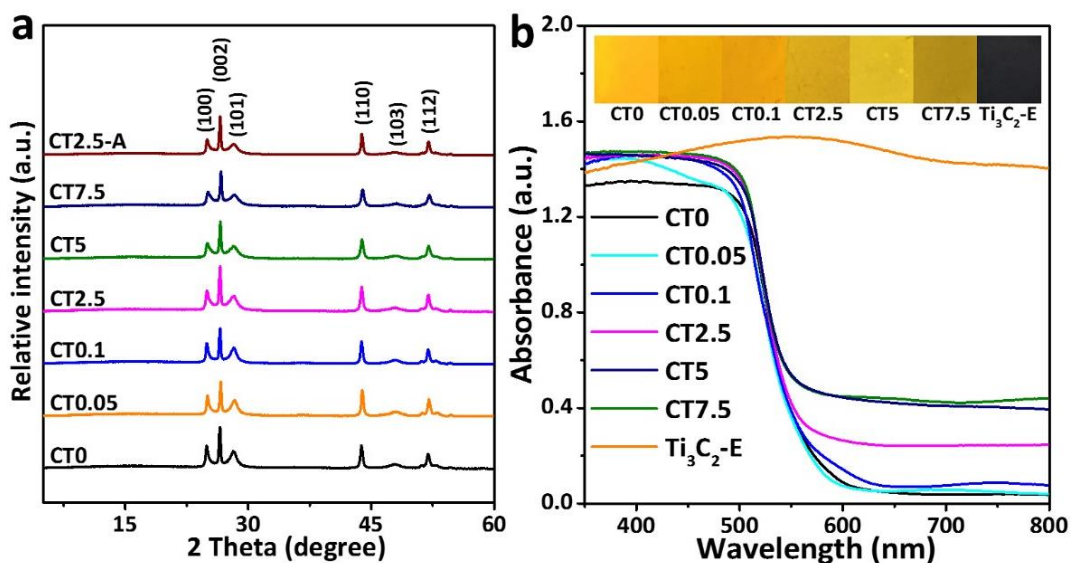 a
Relative intensity (a.u.)
(100)
(002)
(101)
(110)
(103)
(112)
CT2.5-A
CT7.5
CT5
CT2.5
CT0.1
CT0.05
CT0
15 30 45 60
2 Theta (degree)
b
Absorbance (a.u.)
2.0
1.6
1.2
0.8
0.4
0.0
CT0 CT0.05 CT0.1 CT2.5 CT5 CT7.5 Ti₃C₂-E
CT0
CT0.05
CT0.1
CT2.5
CT5
CT7.5
Ti₃C₂-E
400 500 600 700 800
Wavelength (nm)